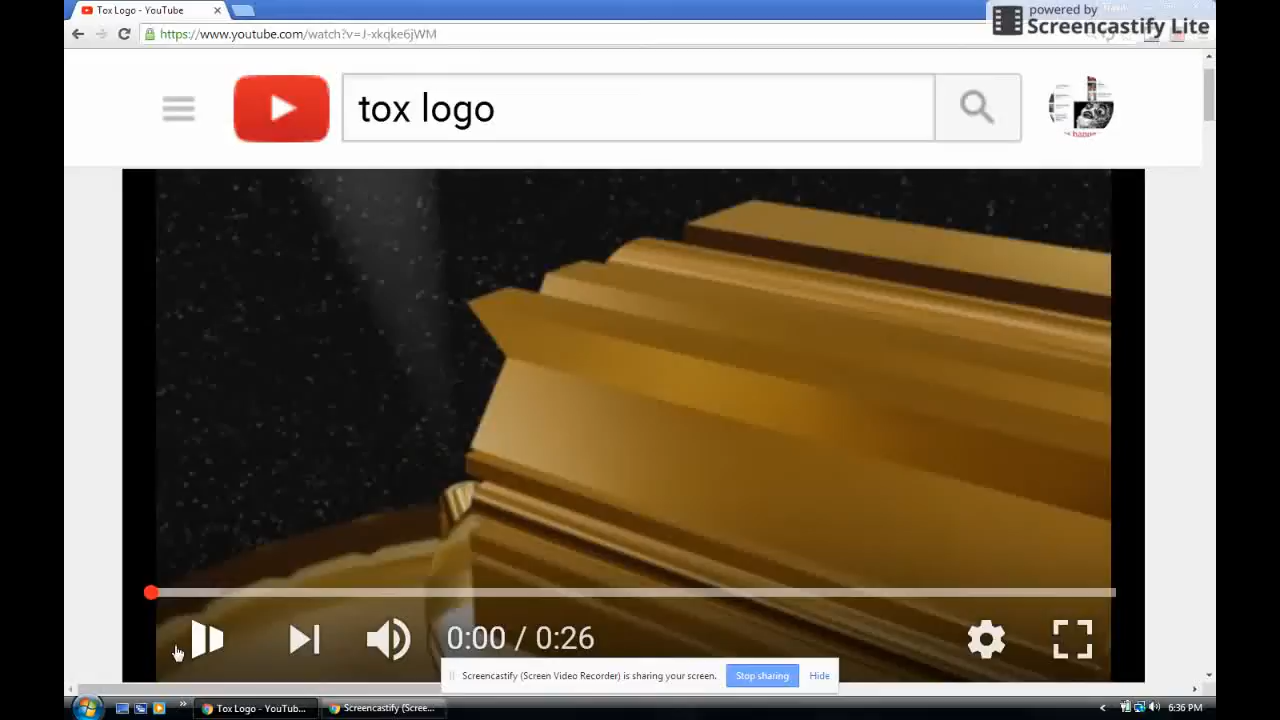 Tox Logo - YouTube
powered by
Screencastify Lite
https://www.youtube.com/watch?v=J-xkqke6jWM
tox logo
0:00 / 0:26
Screencastify (Screen Video Recorder) is sharing your screen.
Stop sharing
Hide
Tox Logo - YouTub...
Screencastify (Scree...
6:36 PM